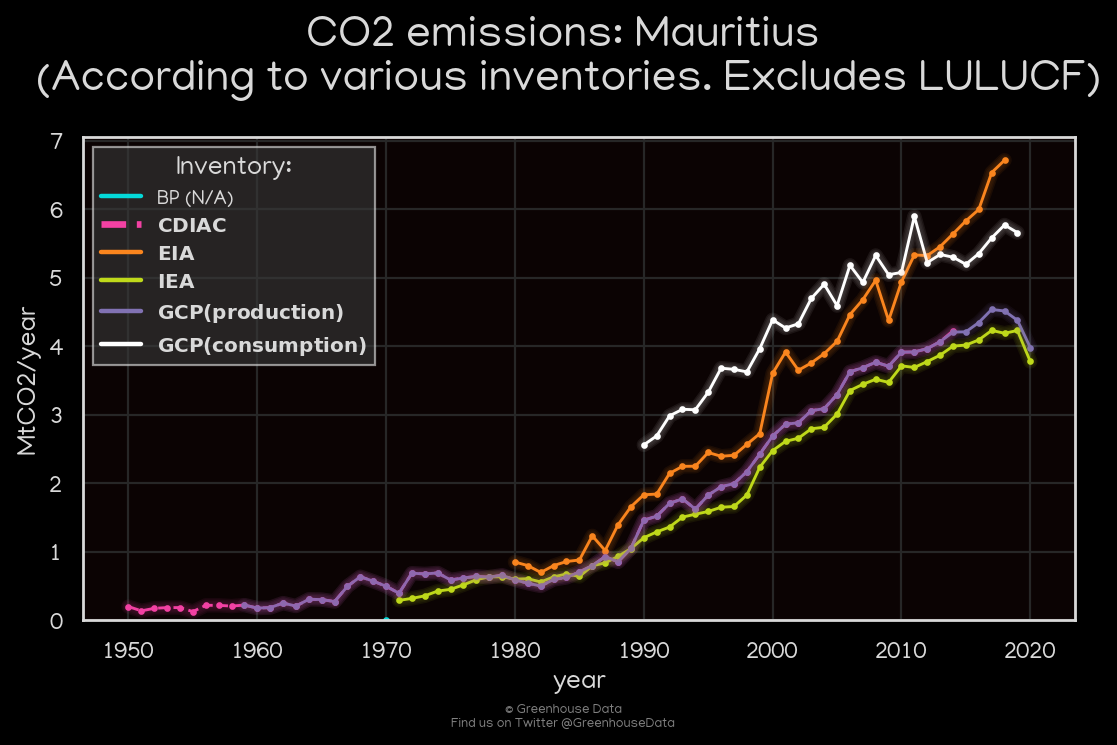 CO2 emissions: Mauritius
(According to various inventories. Excludes LULUCF)
7
6
5
4
3
2
1
0
MtCO2/year
Inventory:
BP (N/A)
CDIAC
EIA
IEA
GCP(production)
GCP(consumption)
1950 1960 1970 1980 1990 2000 2010 2020
year
© Greenhouse Data
Find us on Twitter @GreenhouseData